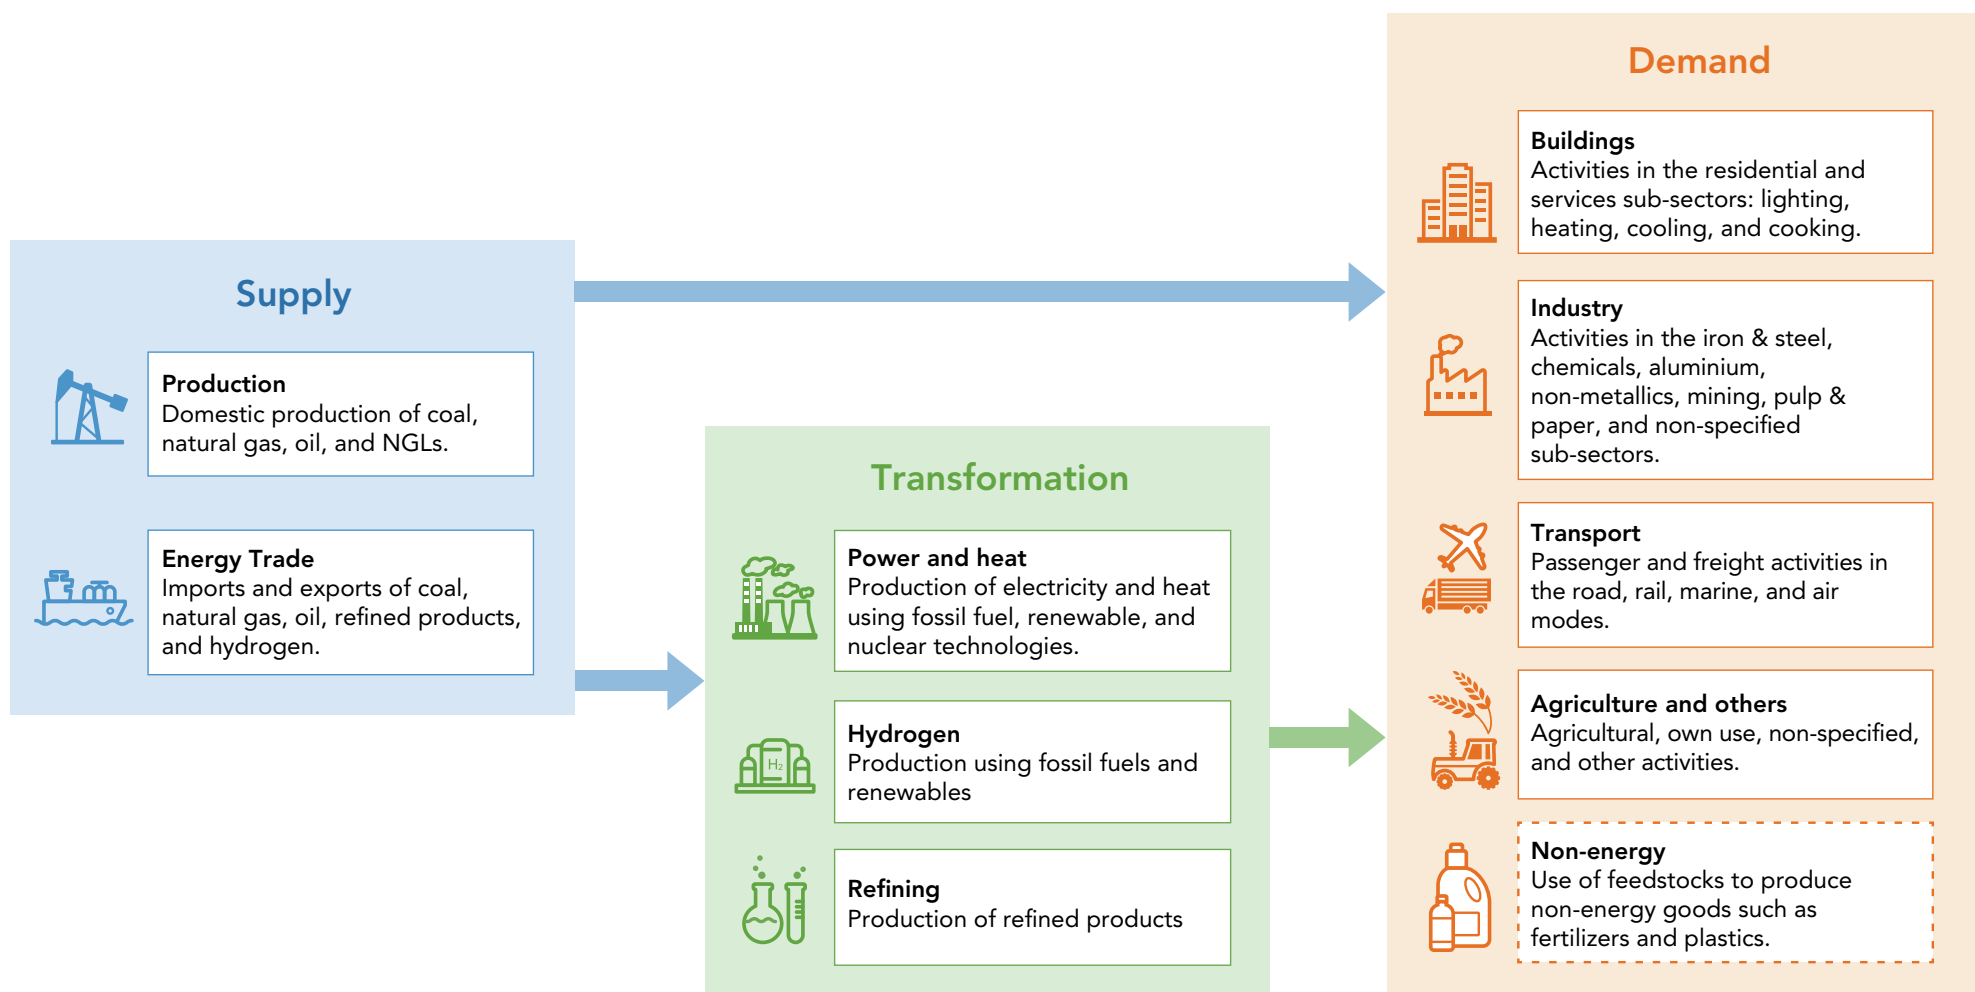 Supply
Production
Domestic production of coal,
natural gas, oil, and NGLs.
Energy Trade
Imports and exports of coal,
natural gas, oil, refined products,
and hydrogen.
Transformation
Power and heat
Production of electricity and heat
using fossil fuel, renewable, and
nuclear technologies.
H₂
Hydrogen
Production using fossil fuels and
renewables
Refining
Production of refined products
Demand
Buildings
Activities in the residential and
services sub-sectors: lighting,
heating, cooling, and cooking.
Industry
Activities in the iron & steel,
chemicals, aluminium,
non-metallics, mining, pulp &
paper, and non-specified
sub-sectors.
Transport
Passenger and freight activities in
the road, rail, marine, and air
modes.
Agriculture and others
Agricultural, own use, non-specified,
and other activities.
Non-energy
Use of feedstocks to produce
non-energy goods such as
fertilizers and plastics.